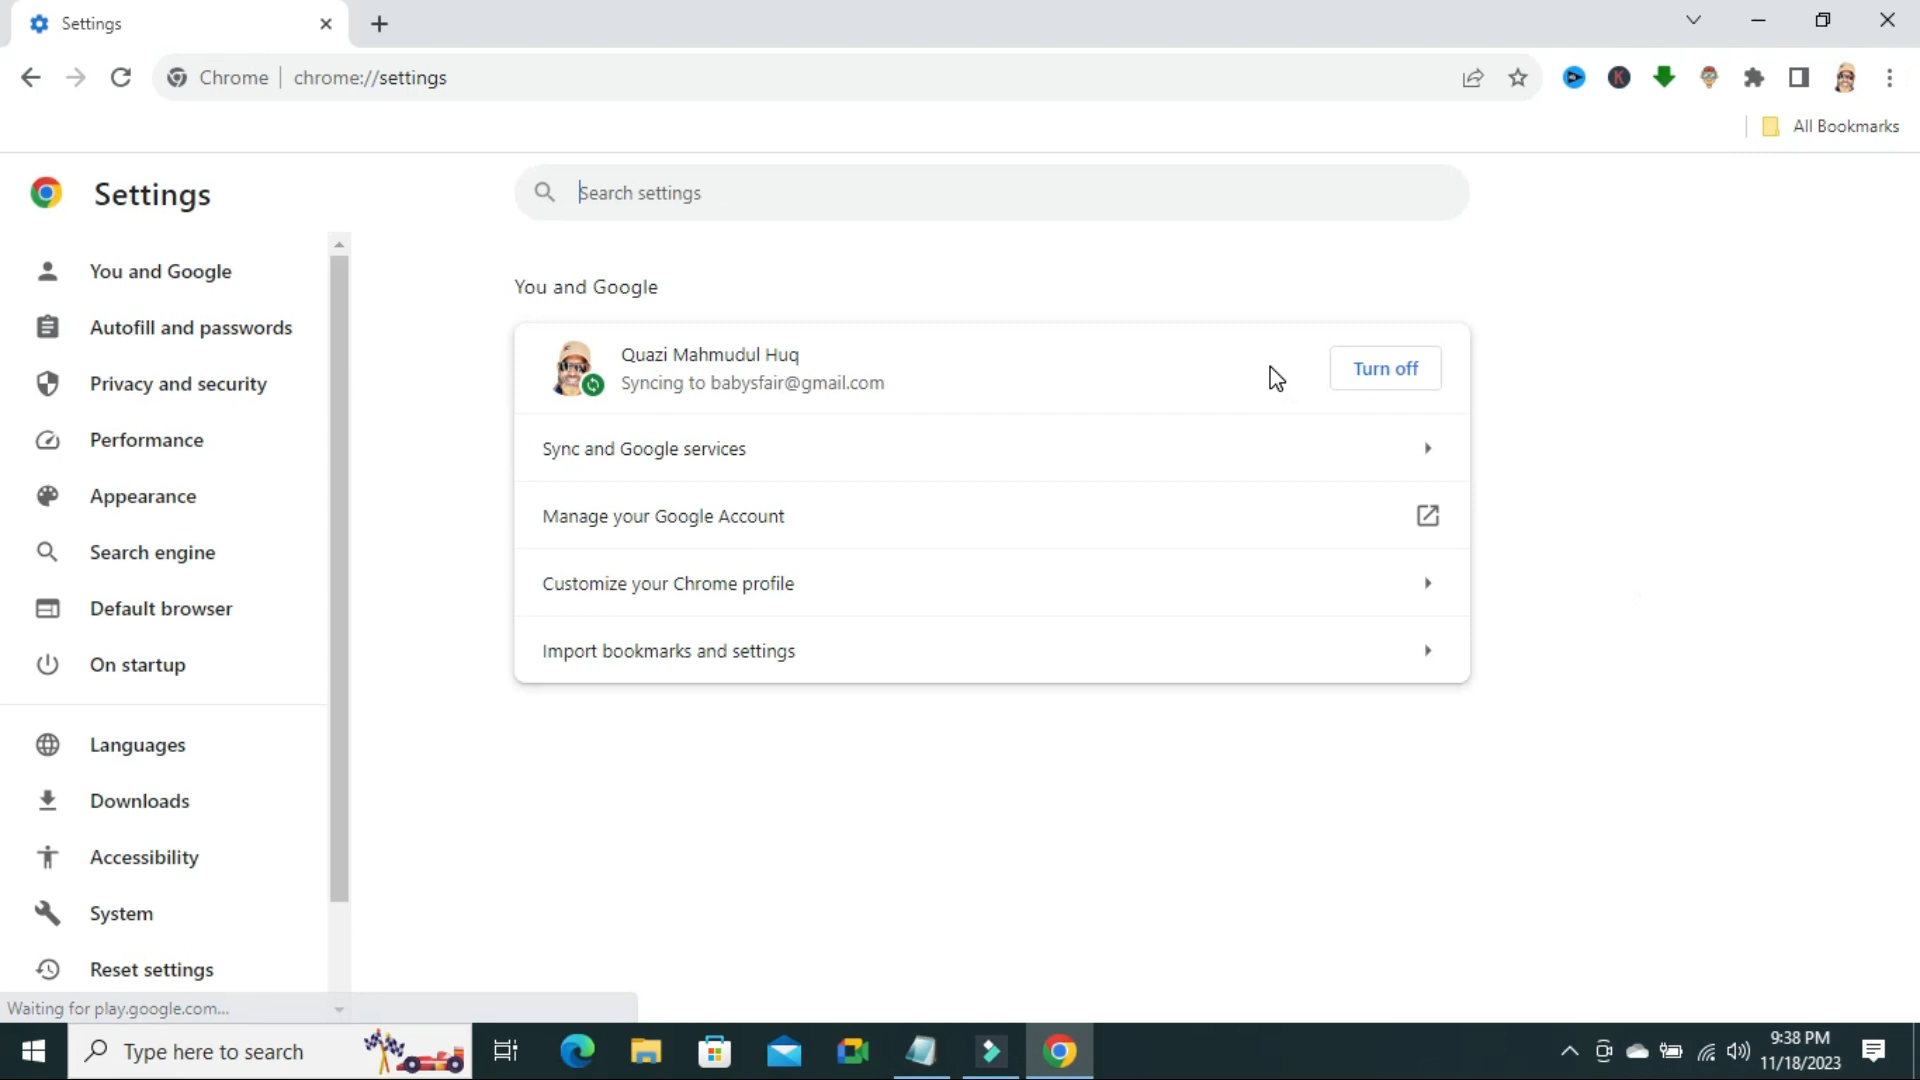 Settings
Chrome
chrome://settings
All Bookmarks
Settings
Search settings
You and Google
Autofill and passwords
Privacy and security
Performance
Appearance
Search engine
Default browser
On startup
Languages
Downloads
Accessibility
System
Reset settings
You and Google
Quazi Mahmudul Huq
Syncing to babysfair@gmail.com
Turn off
Sync and Google services
Manage your Google Account
Customize your Chrome profile
Import bookmarks and settings
Waiting for play.google.com...
Type here to search
9:38 PM
11/18/2023